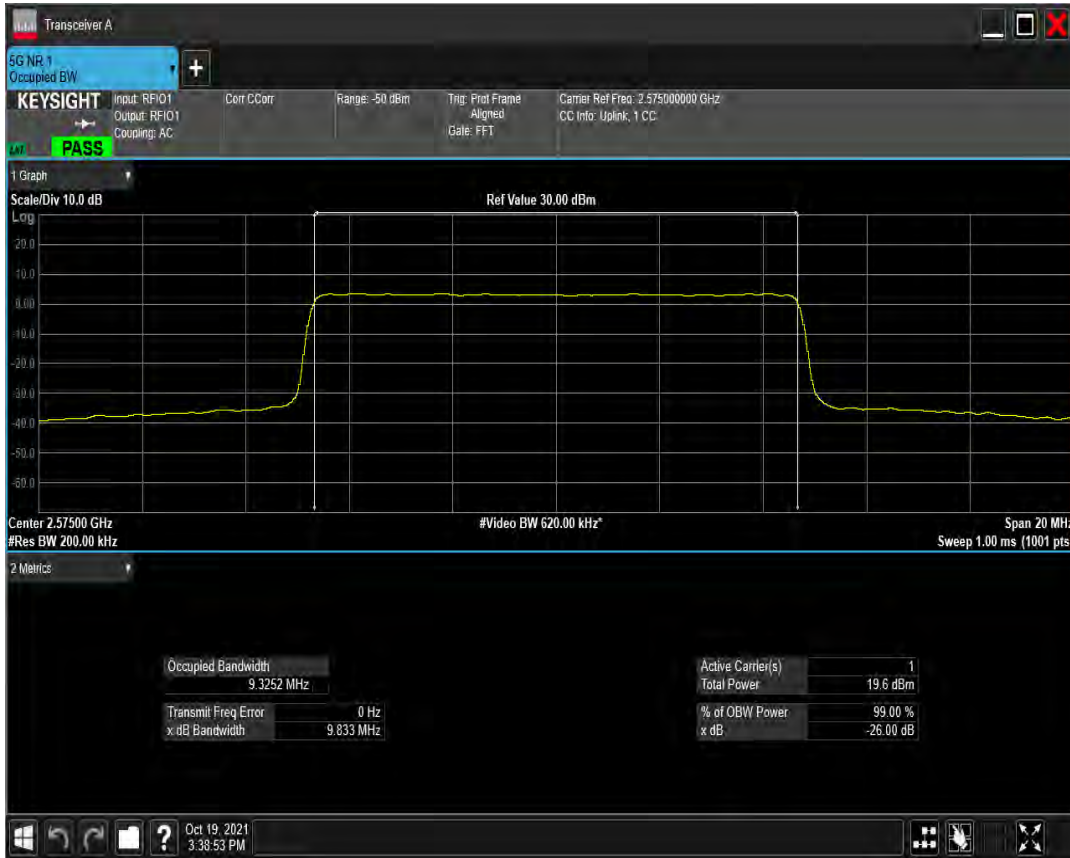 Transceiver A
5G NR 1
Occupied BW
+
KEYSIGHT
Input: RFIO1
Output: RFIO1
Coupling: AC
Corr CCorr
Range: -50 dBm
Trig: Prot Frame
Aligned
Gate: FFT
Carrier Ref Freq: 2.575000000 GHz
CC Info: Uplink, 1 CC
PASS
1 Graph
Scale/Div 10.0 dB
Ref Value 30.00 dBm
Log
20.0
10.0
0.00
-10.0
-20.0
-30.0
-40.0
-50.0
-60.0
Center 2.57500 GHz
#Video BW 620.00 kHz*
Span 20 MHz
#Res BW 200.00 kHz
Sweep 1.00 ms (1001 pts
2 Metrics
Occupied Bandwidth
9.3252 MHz
Transmit Freq Error 0 Hz
x dB Bandwidth 9.833 MHz
Active Carrier(s) 1
Total Power 19.6 dBm
% of OBW Power 99.00 %
x dB -26.00 dB
?
Oct 19, 2021
3:38:53 PM